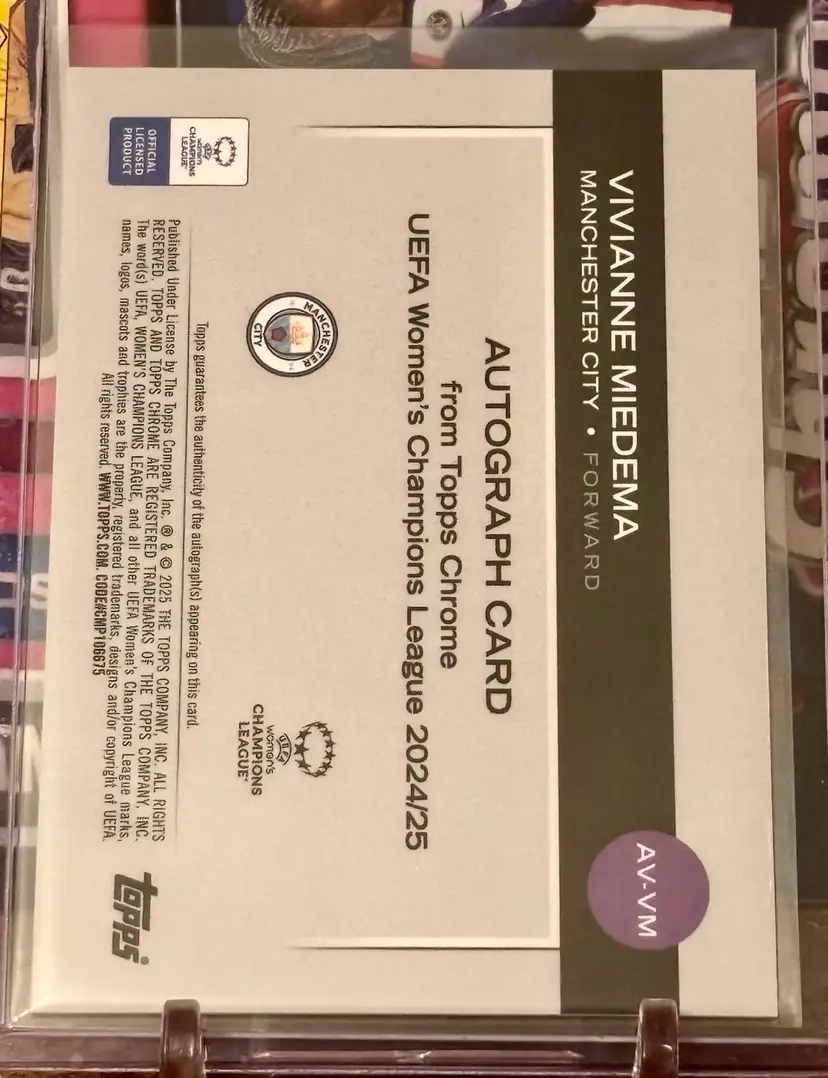 VIVIANNE MIEDEMA
MANCHESTER CITY • FORWARD
AV-VM
AUTOGRAPH CARD
from Topps Chrome
UEFA Women's Champions League 2024/25
MANCHESTER
CITY
UEFA
women's
CHAMPIONS
LEAGUE
Topps guarantees the authenticity of the autograph(s) appearing on this card.
women's
CHAMPIONS
LEAGUE
OFFICIAL
LICENSED
PRODUCT
Published Under License by The Topps Company, Inc. ® & © 2025 THE TOPPS COMPANY, INC. ALL RIGHTS
RESERVED. TOPPS AND TOPPS CHROME ARE REGISTERED TRADEMARKS OF THE TOPPS COMPANY, INC.
The word(s) UEFA, WOMEN'S CHAMPIONS LEAGUE, and all other UEFA Women's Champions League marks,
names, logos, mascots and trophies are the property, registered trademarks, designs and/or copyright of UEFA.
All rights reserved. WWW.TOPPS.COM. CODE#CMP106675
topps